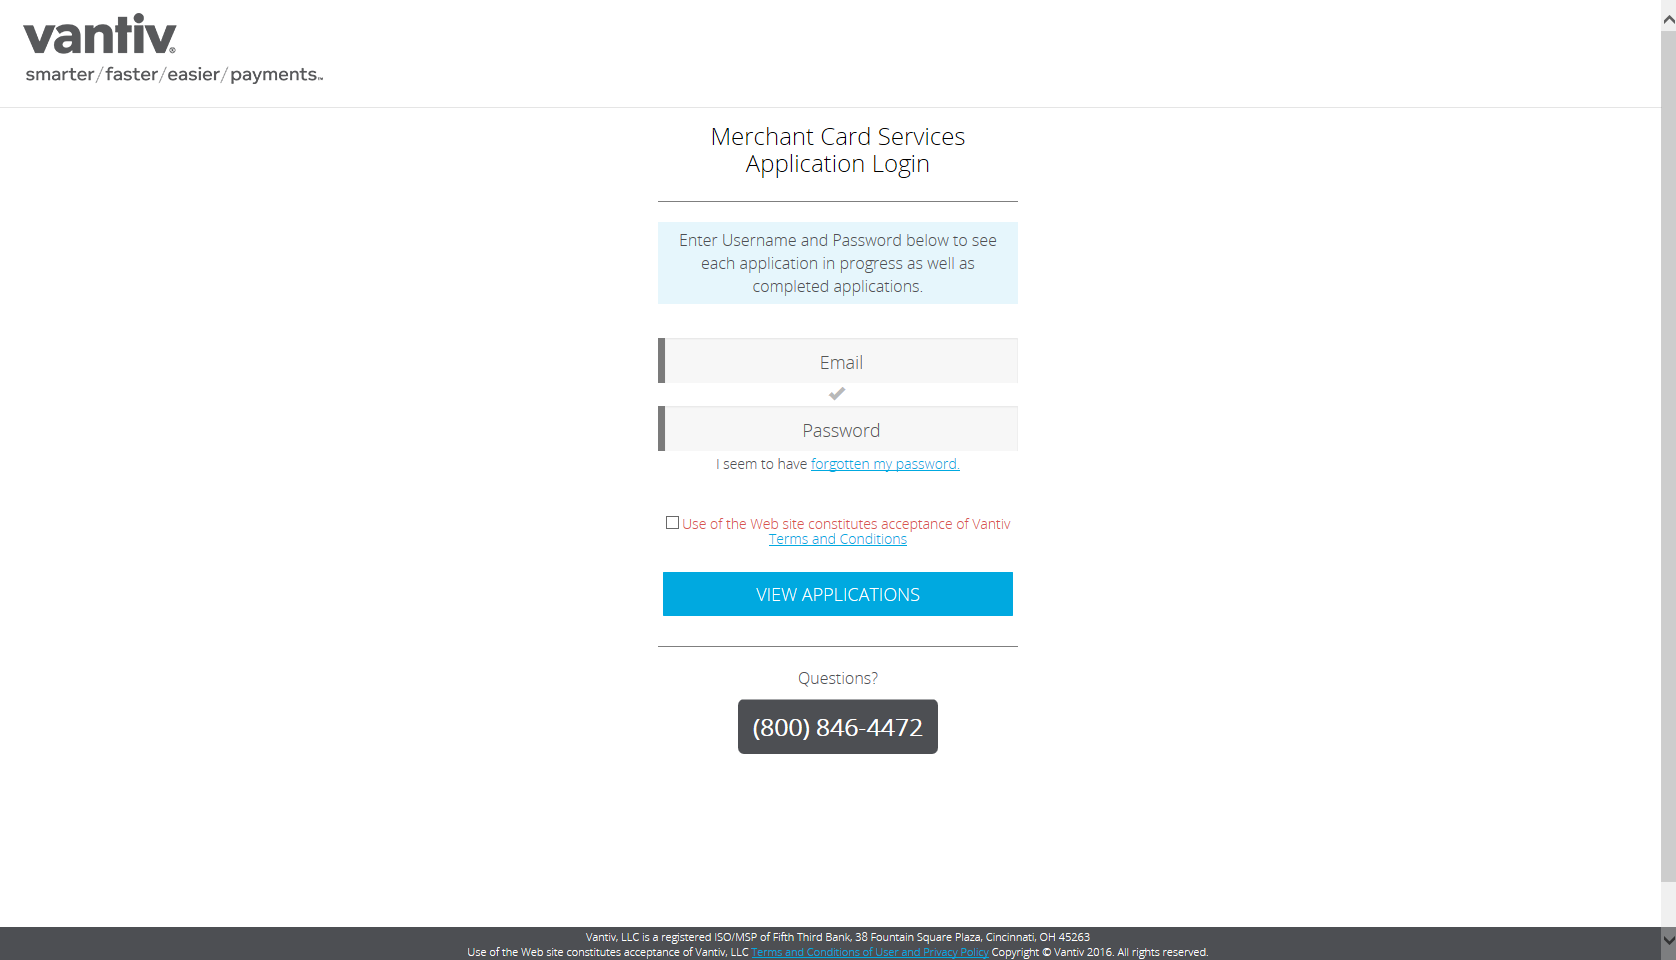 vantiv®
smarter/faster/easier/payments™
Merchant Card Services
Application Login
Enter Username and Password below to see
each application in progress as well as
completed applications.
Email
Password
I seem to have forgotten my password.
Use of the Web site constitutes acceptance of Vantiv
Terms and Conditions
VIEW APPLICATIONS
Questions?
(800) 846-4472
Vantiv, LLC is a registered ISO/MSP of Fifth Third Bank, 38 Fountain Square Plaza, Cincinnati, OH 45263
Use of the Web site constitutes acceptance of Vantiv, LLC Terms and Conditions of User and Privacy Policy Copyright © Vantiv 2016. All rights reserved.